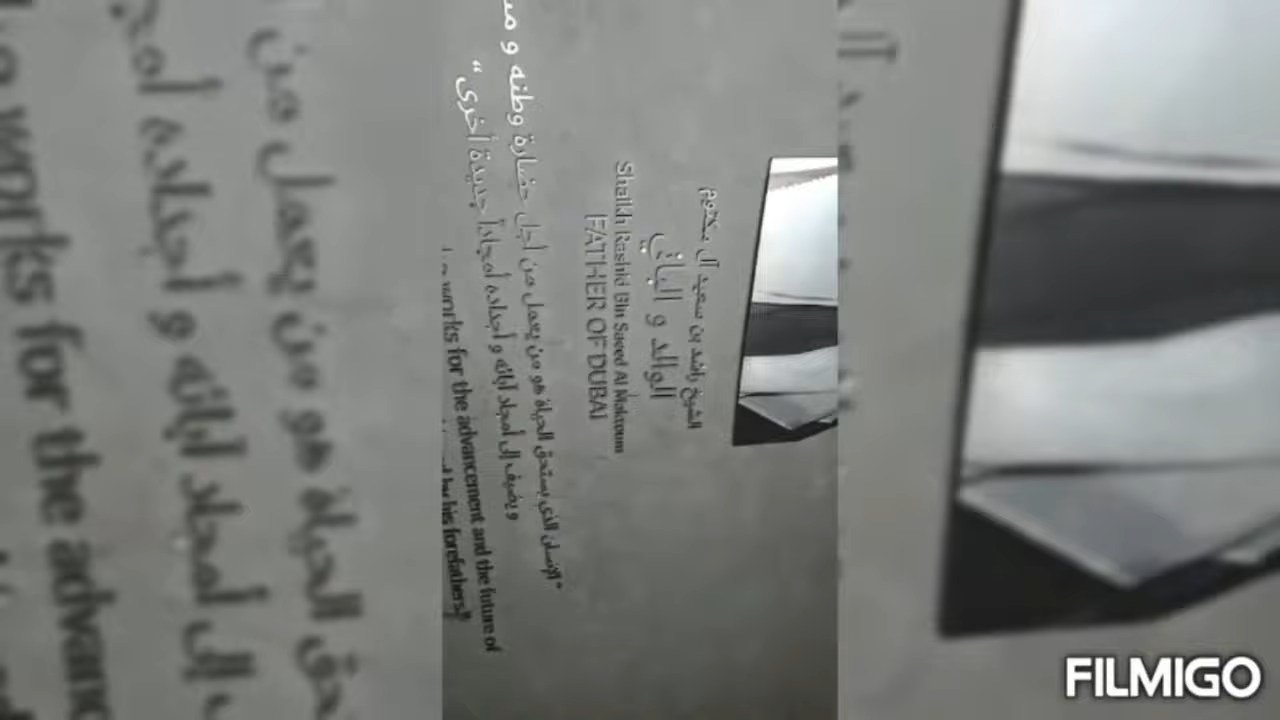 الشيخ راشد بن سعيد آل مكتوم
الوالد و الباني
Shaikh Rashid Bin Saeed Al Maktoum
FATHER OF DUBAI
"الإنسان الذي يستحق الحياة هو من يعمل من أجل حضارة وطنه و
ويضيف إلى أمجاد آبائه و أجداده أمجاداً جديدة أخرى"
works for the advancement and the future of
by his forefathers"
FILMIGO